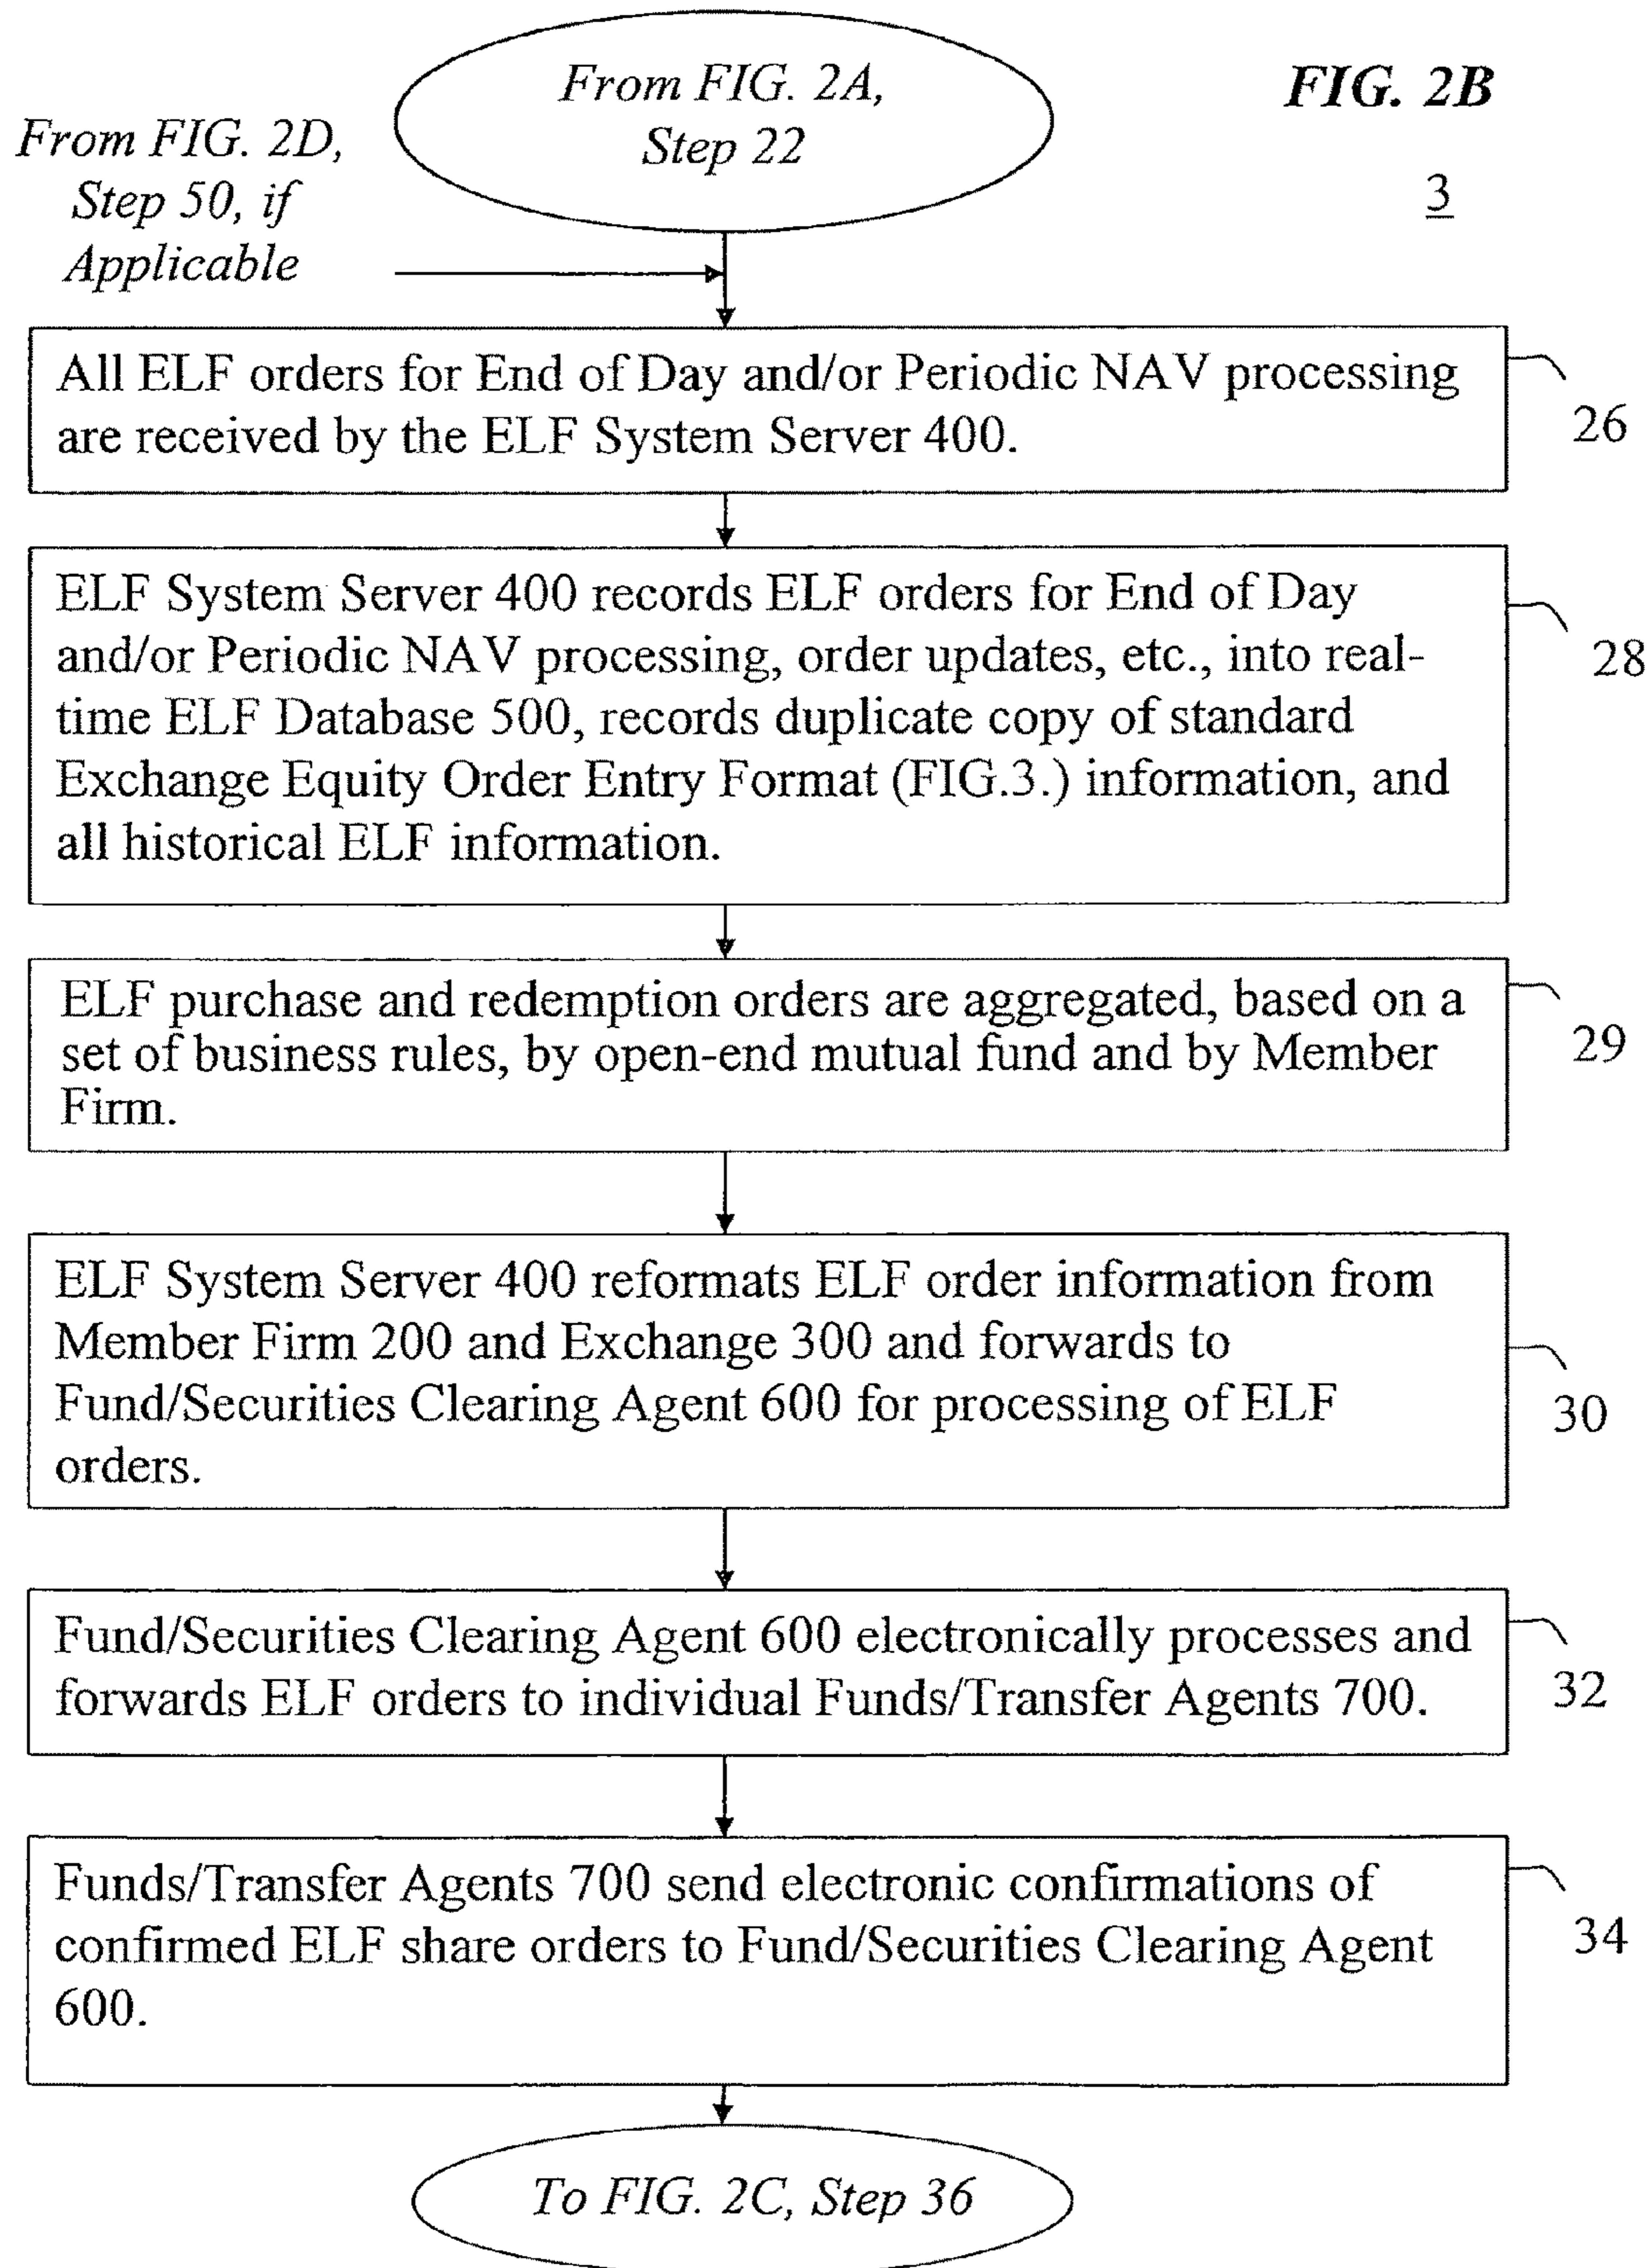 From FIG. 2A,
Step 22
FIG. 2B
3
From FIG. 2D,
Step 50, if
Applicable
All ELF orders for End of Day and/or Periodic NAV processing
are received by the ELF System Server 400.
26
ELF System Server 400 records ELF orders for End of Day
and/or Periodic NAV processing, order updates, etc., into real-
time ELF Database 500, records duplicate copy of standard
Exchange Equity Order Entry Format (FIG.3.) information, and
all historical ELF information.
28
ELF purchase and redemption orders are aggregated, based on a
set of business rules, by open-end mutual fund and by Member
Firm.
29
ELF System Server 400 reformats ELF order information from
Member Firm 200 and Exchange 300 and forwards to
Fund/Securities Clearing Agent 600 for processing of ELF
orders.
30
Fund/Securities Clearing Agent 600 electronically processes and
forwards ELF orders to individual Funds/Transfer Agents 700.
32
Funds/Transfer Agents 700 send electronic confirmations of
confirmed ELF share orders to Fund/Securities Clearing Agent
600.
34
To FIG. 2C, Step 36